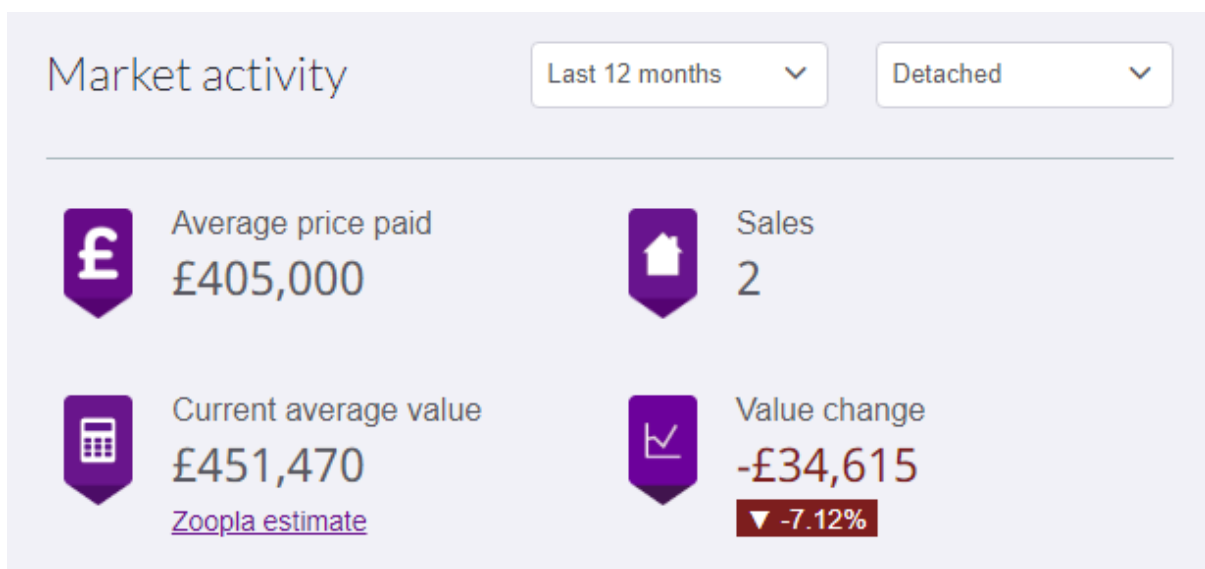 Market activity
Last 12 months
Detached
Average price paid
£405,000
Sales
2
Current average value
£451,470
Zoopla estimate
Value change
-£34,615
▼ -7.12%